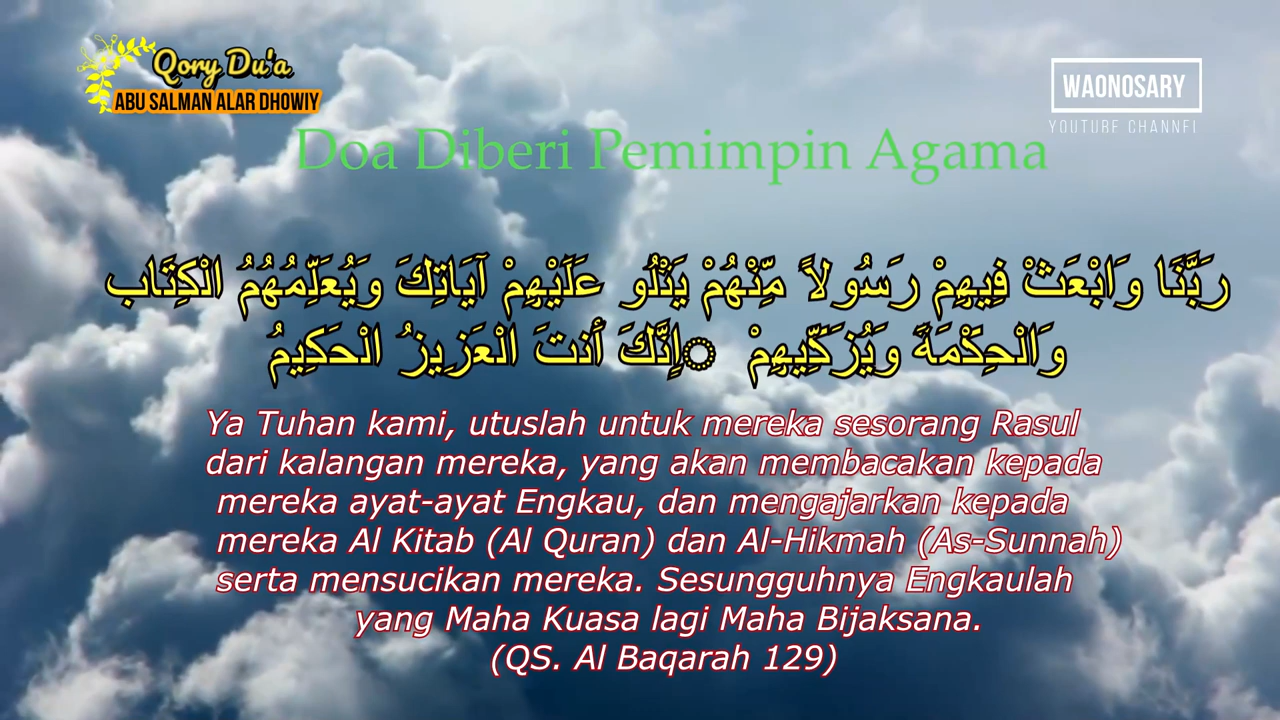 Qory Du'a
ABU SALMAN ALAR DHOWIY
WAONOSARY
YOUTUBE CHANNEL
Doa Diberi Pemimpin Agama
رَبَّنَا وَابْعَثْ فِيهِمْ رَسُولاً مِّنْهُمْ يَتْلُو عَلَيْهِمْ آيَاتِكَ وَيُعَلِّمُهُمُ الْكِتَاب
وَالْحِكْمَةَ وَيُزَكِّيهِمْ ۚإِنَّكَ أَنتَ الْعَزِيزُ الْحَكِيمُ
Ya Tuhan kami, utuslah untuk mereka sesorang Rasul
dari kalangan mereka, yang akan membacakan kepada
mereka ayat-ayat Engkau, dan mengajarkan kepada
mereka Al Kitab (Al Quran) dan Al-Hikmah (As-Sunnah)
serta mensucikan mereka. Sesungguhnya Engkaulah
yang Maha Kuasa lagi Maha Bijaksana.
(QS. Al Baqarah 129)